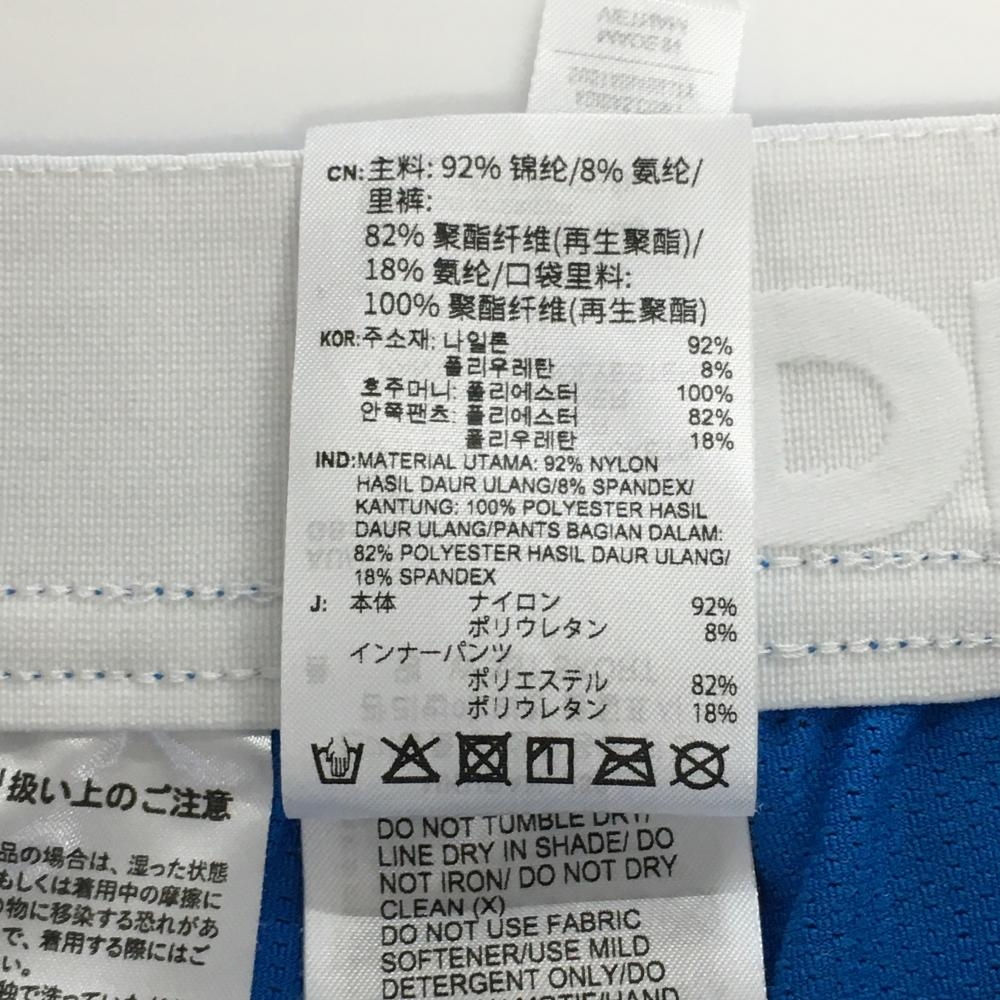 CN:主料: 92% 锦纶/8% 氨纶/
里裤:
82% 聚酯纤维(再生聚酯)/
18% 氨纶/口袋里料:
100% 聚酯纤维(再生聚酯)
KOR:주소재: 나일론 92%
폴리우레탄 8%
호주머니: 폴리에스터 100%
안쪽팬츠: 폴리에스터 82%
폴리우레탄 18%
IND:MATERIAL UTAMA: 92% NYLON
HASIL DAUR ULANG/8% SPANDEX/
KANTUNG: 100% POLYESTER HASIL
DAUR ULANG/PANTS BAGIAN DALAM:
82% POLYESTER HASIL DAUR ULANG/
18% SPANDEX
J: 本体 ナイロン 92%
ポリウレタン 8%
インナーパンツ
ポリエステル 82%
ポリウレタン 18%
扱い上のご注意
品の場合は、湿った状態
もしくは着用中の摩擦に
物に移染する恐れがあ
で、着用する際にはご
い。
独で洗っていただ
DO NOT TUMBLE DRY/
LINE DRY IN SHADE/ DO
NOT IRON/ DO NOT DRY
CLEAN (X)
DO NOT USE FABRIC
SOFTENER/USE MILD
DETERGENT ONLY/DO
D